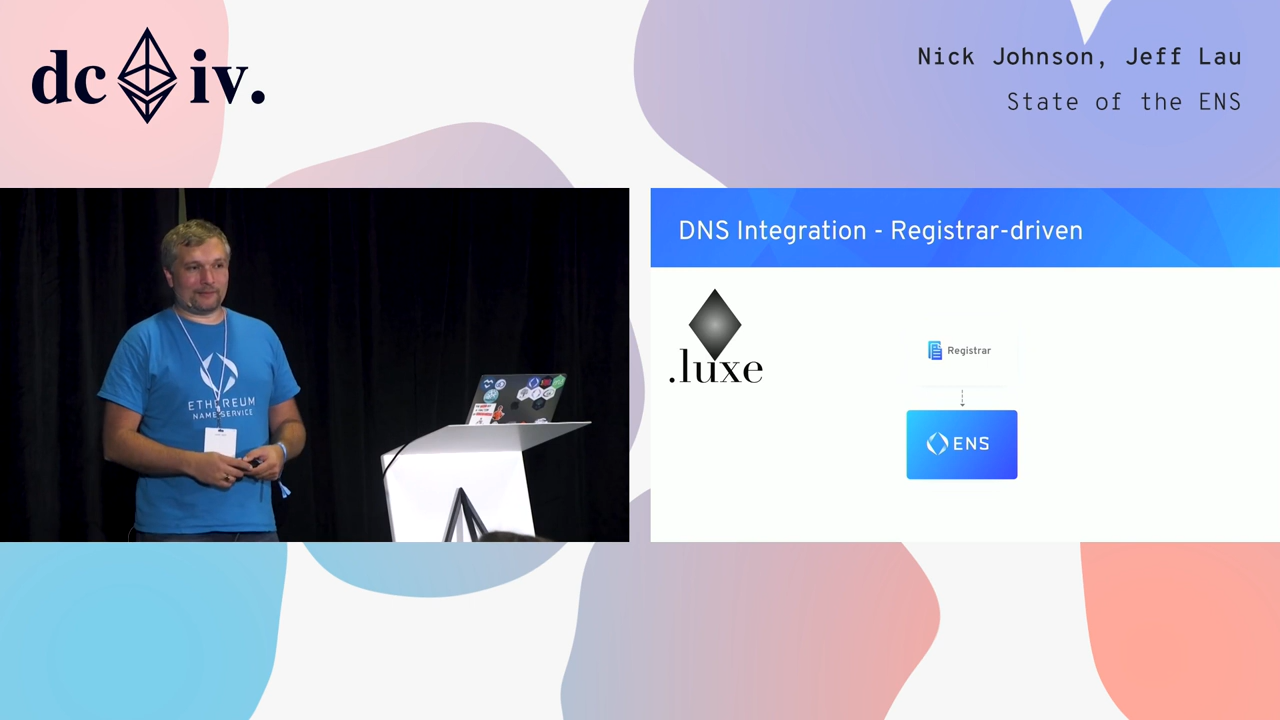 dc iv.
Nick Johnson, Jeff Lau
State of the ENS
DNS Integration - Registrar-driven
.luxe
Registrar
ENS
ETHEREUM
NAME SERVICE